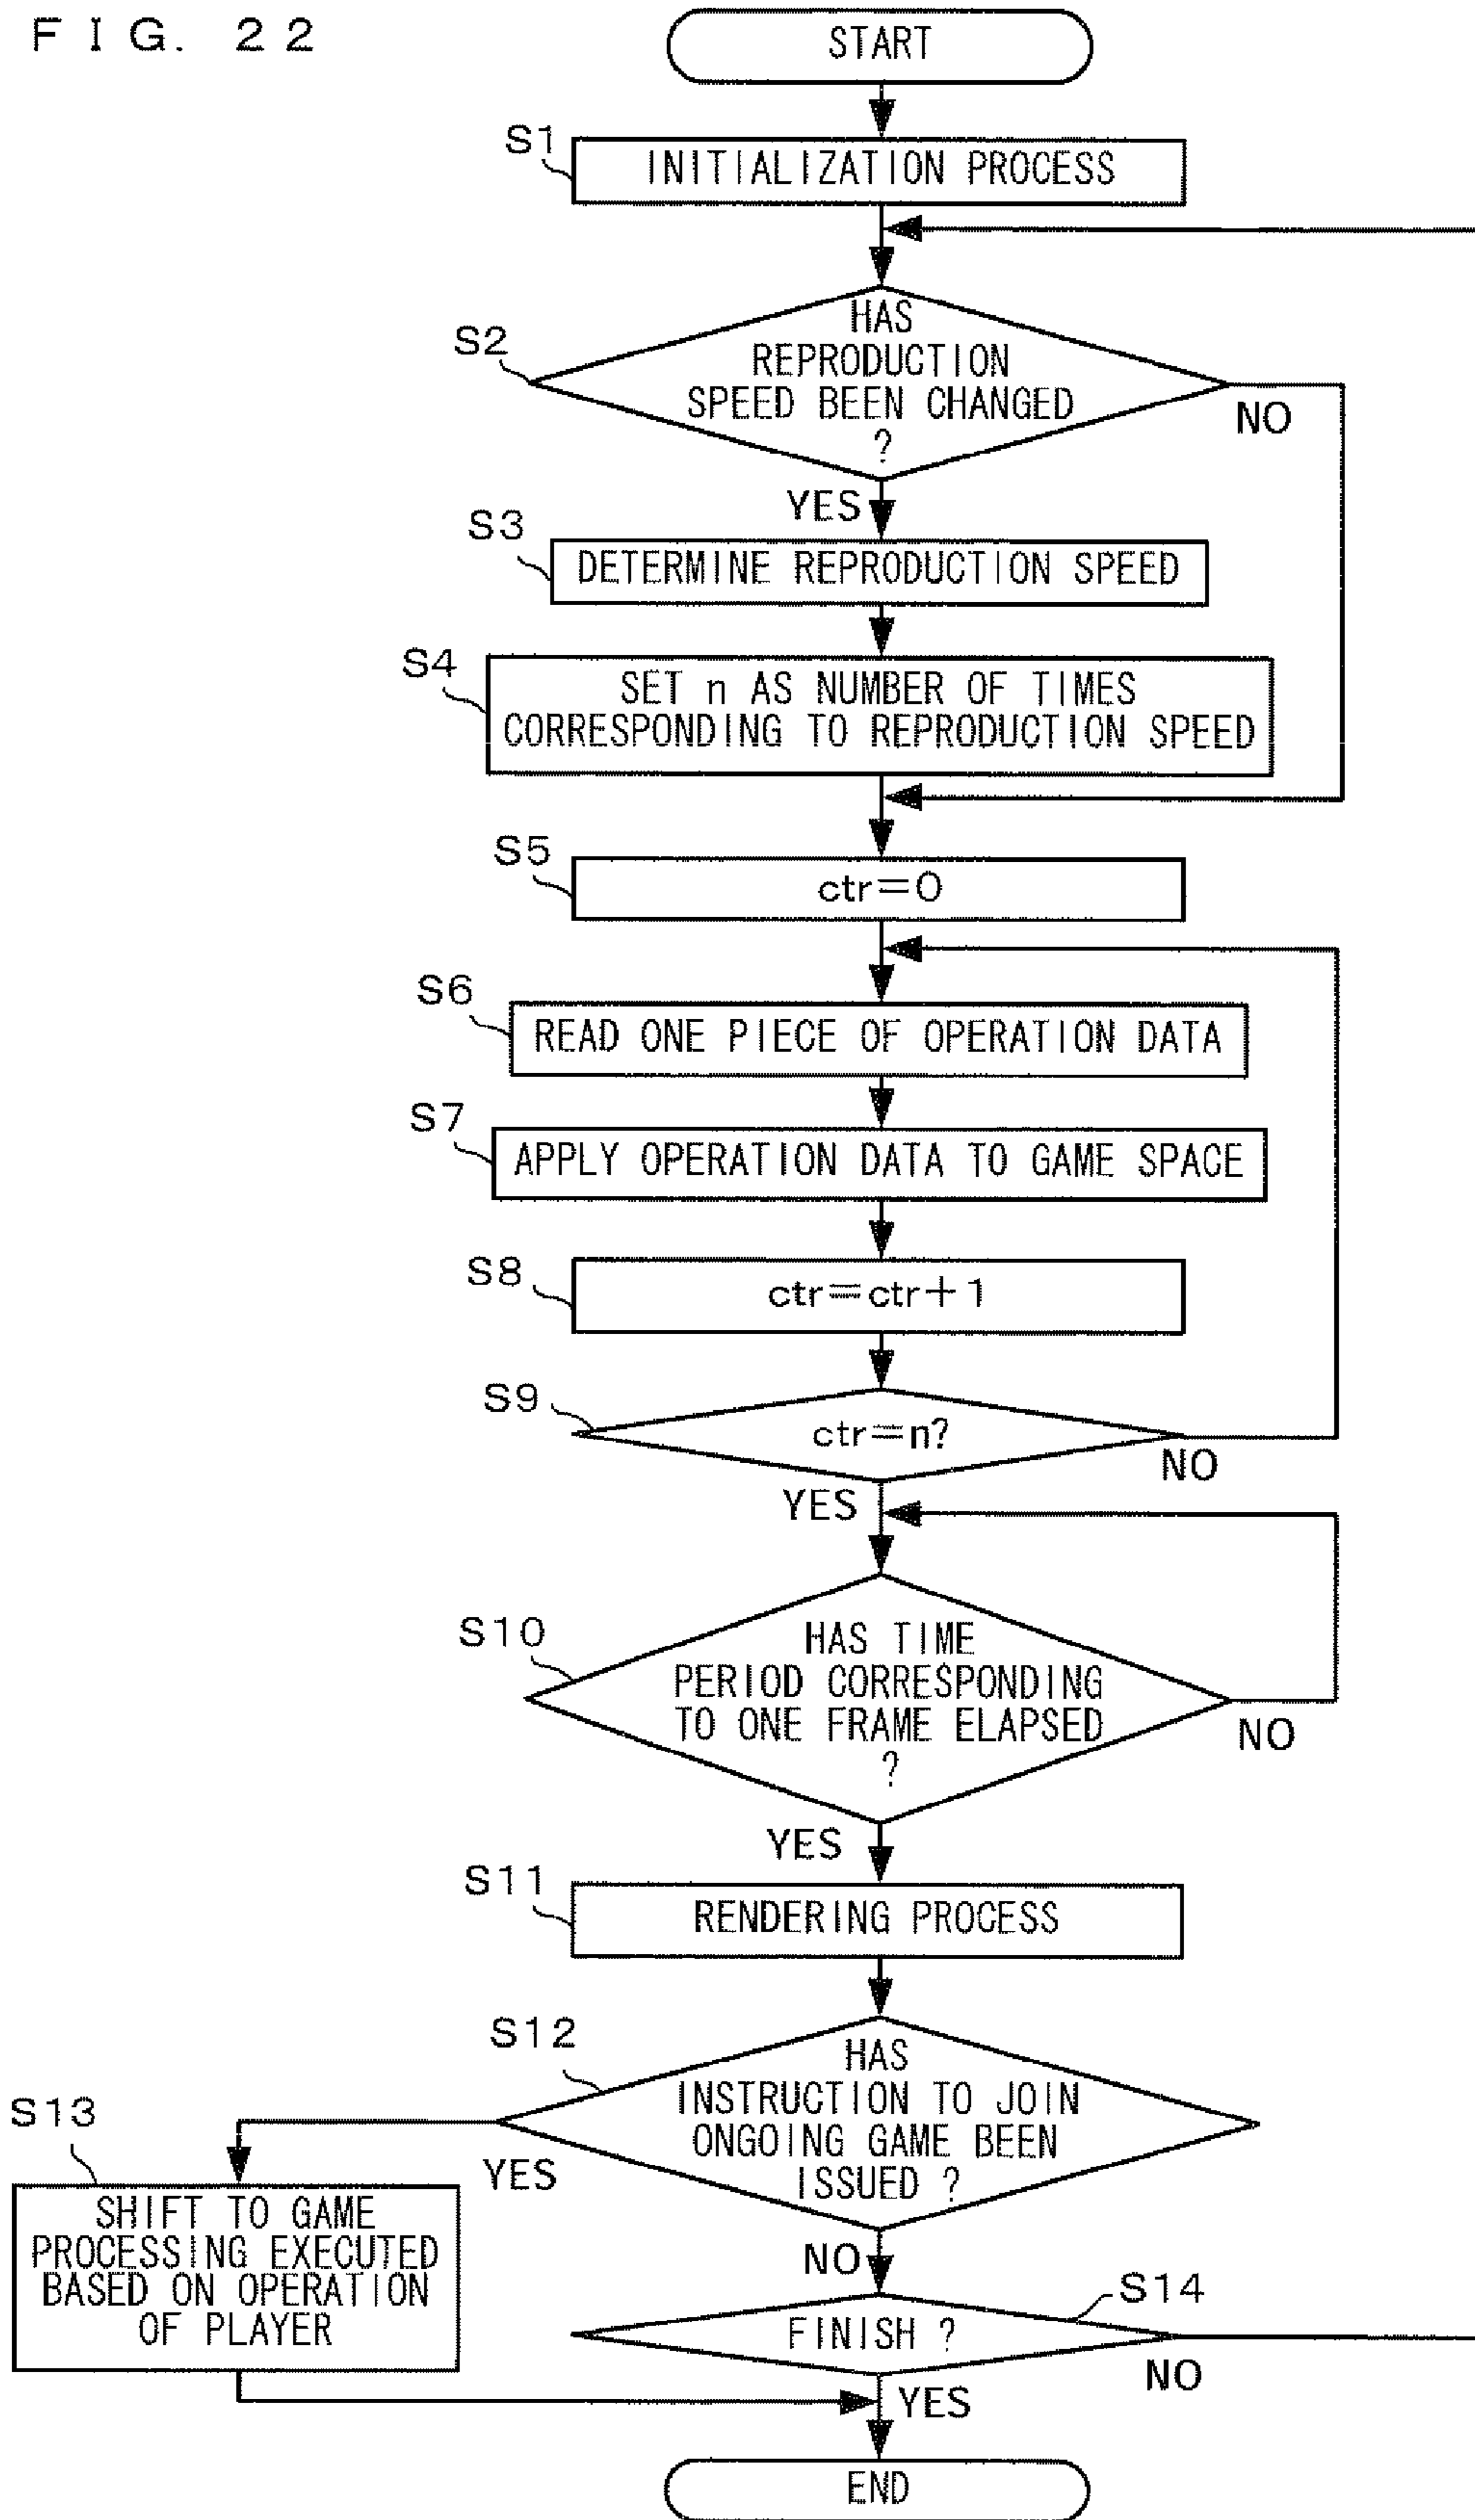 FIG. 22
START
S1
INITIALIZATION PROCESS
S2
HAS
REPRODUCTION
SPEED BEEN CHANGED
?
NO
YES
S3
DETERMINE REPRODUCTION SPEED
S4
SET n AS NUMBER OF TIMES
CORRESPONDING TO REPRODUCTION SPEED
S5
ctr=0
S6
READ ONE PIECE OF OPERATION DATA
S7
APPLY OPERATION DATA TO GAME SPACE
S8
ctr=ctr+1
S9
ctr=n?
NO
YES
S10
HAS TIME
PERIOD CORRESPONDING
TO ONE FRAME ELAPSED
?
NO
YES
S11
RENDERING PROCESS
S12
HAS
INSTRUCTION TO JOIN
ONGOING GAME BEEN
ISSUED ?
YES
S13
SHIFT TO GAME
PROCESSING EXECUTED
BASED ON OPERATION
OF PLAYER
NO
S14
FINISH ?
NO
YES
END